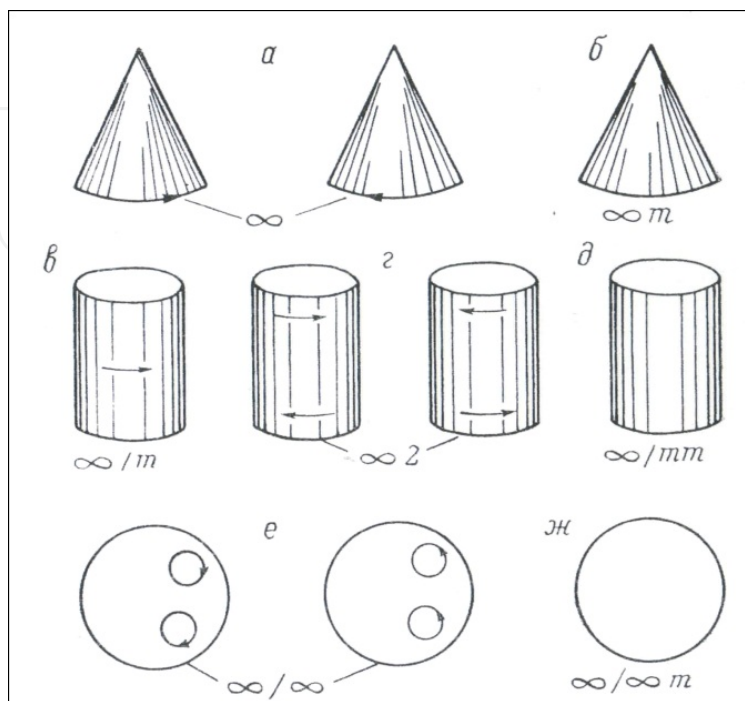 а б
∞ ∞ m
в г д
∞/m ∞ 2 ∞/mm
е ж
∞/∞ ∞/∞ m